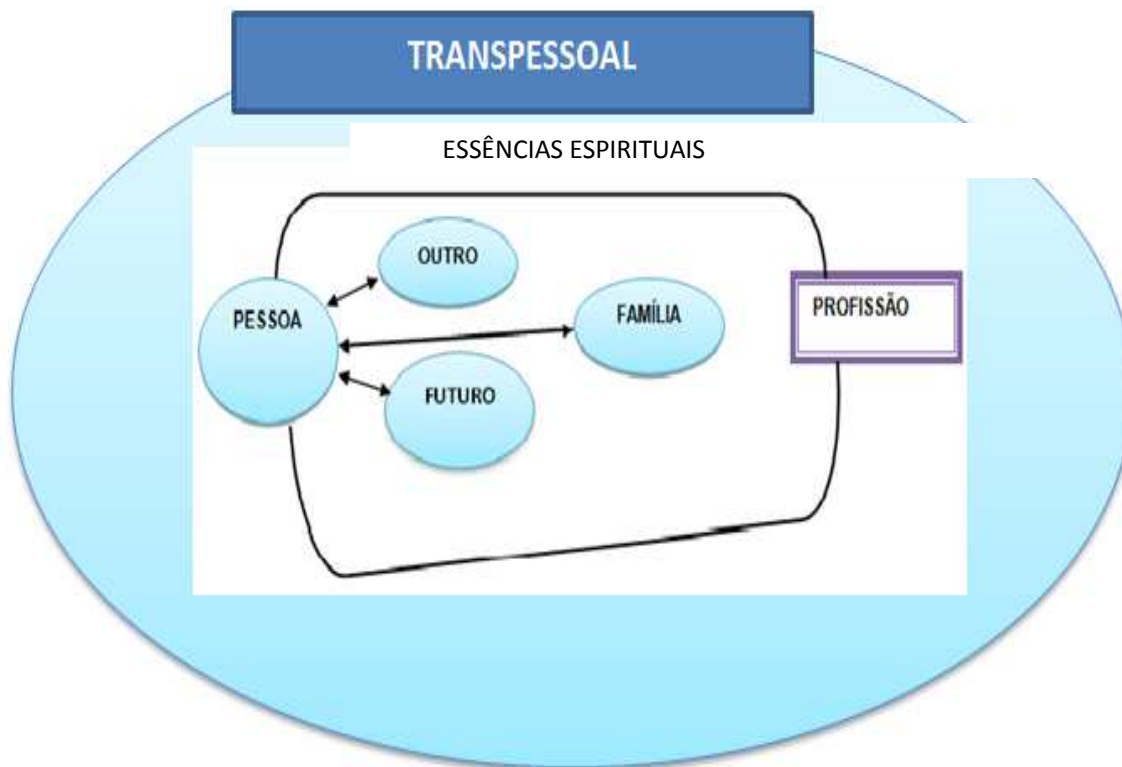 TRANSPESSOAL
ESSÊNCIAS ESPIRITUAIS
OUTRO
PESSOA
FAMÍLIA
PROFISSÃO
FUTURO